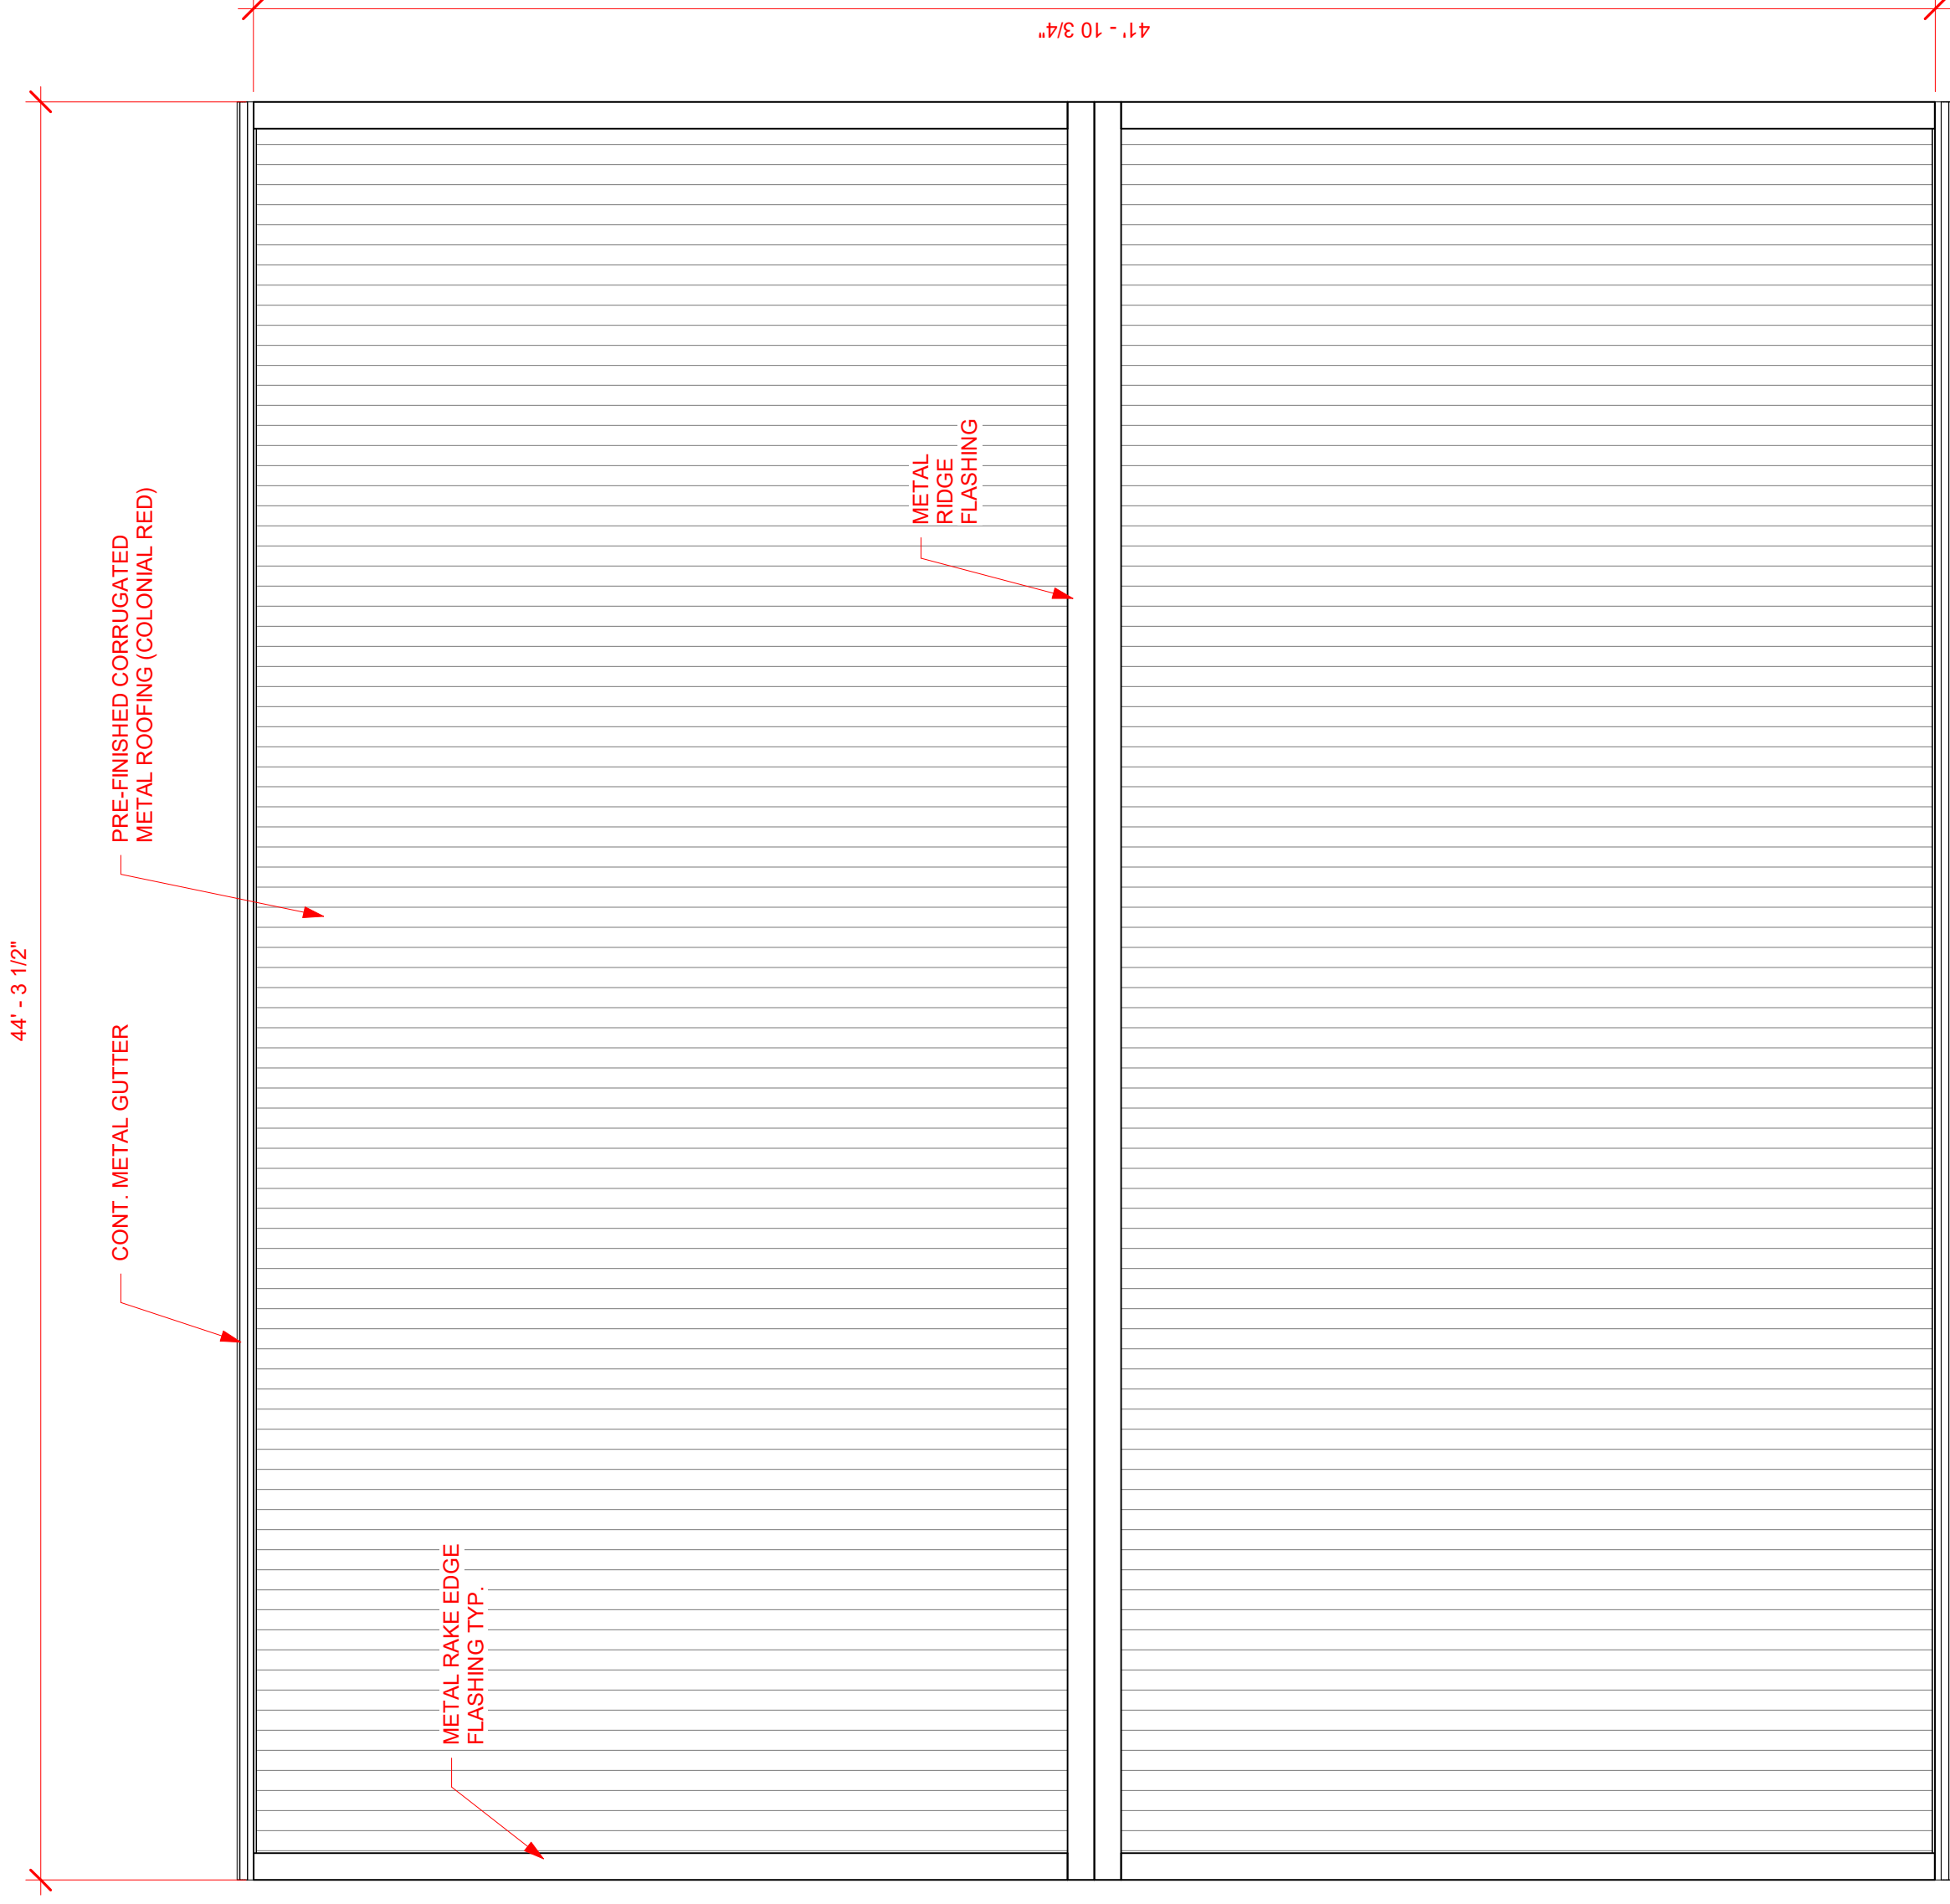 41' - 10 3/4"
44' - 3 1/2"
PRE-FINISHED CORRUGATED
METAL ROOFING (COLONIAL RED)
CONT. METAL GUTTER
METAL RAKE EDGE
FLASHING TYP.
METAL
RIDGE
FLASHING